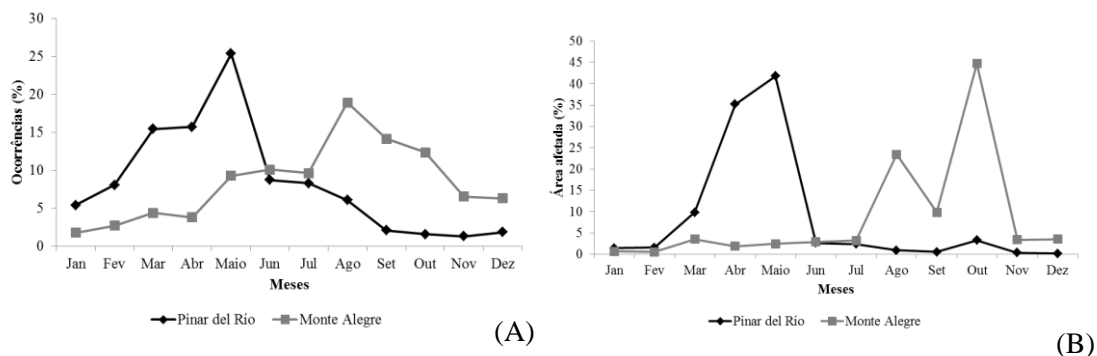 30
25
20
15
10
5
0
Ocorrências (%)
Jan Fev Mar Abr Maio Jun Jul Ago Set Out Nov Dez
Meses
Pinar del Río Monte Alegre
(A)
50
45
40
35
30
25
20
15
10
5
0
Área afetada (%)
Jan Fev Mar Abr Maio Jun Jul Ago Set Out Nov Dez
Meses
Pinar del Río Monte Alegre
(B)